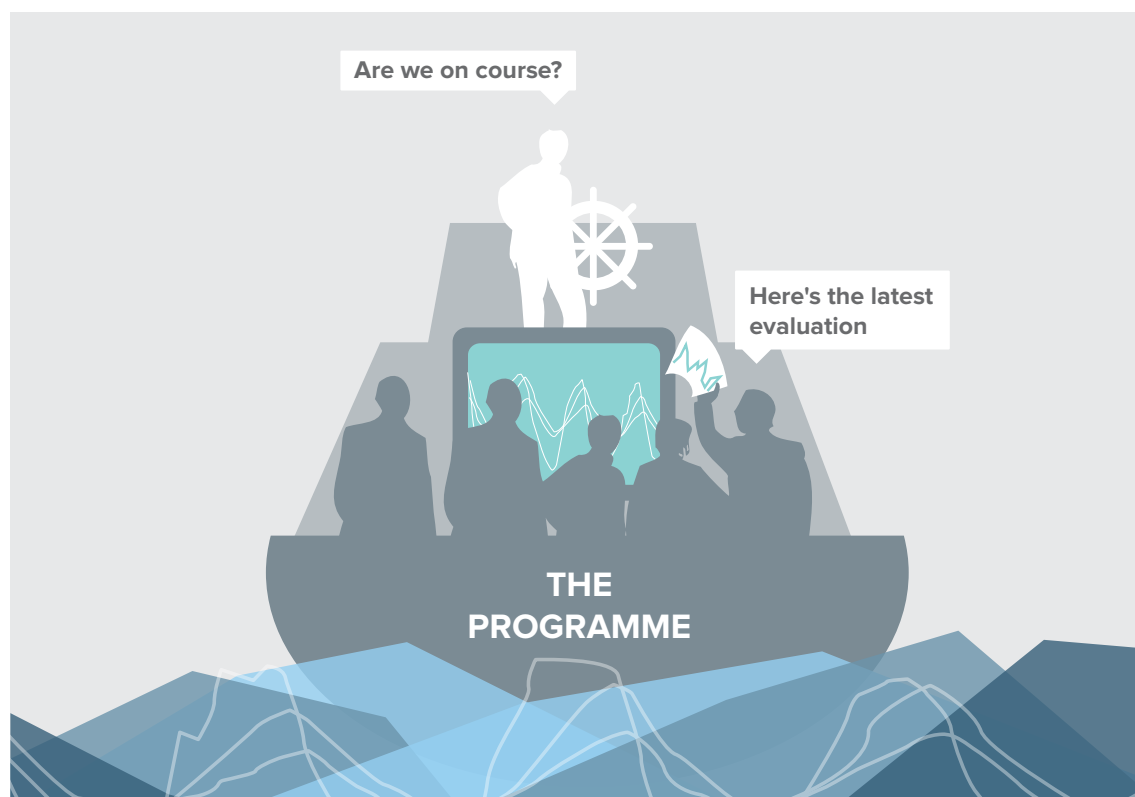 Are we on course?
Here's the latest
evaluation
THE
PROGRAMME